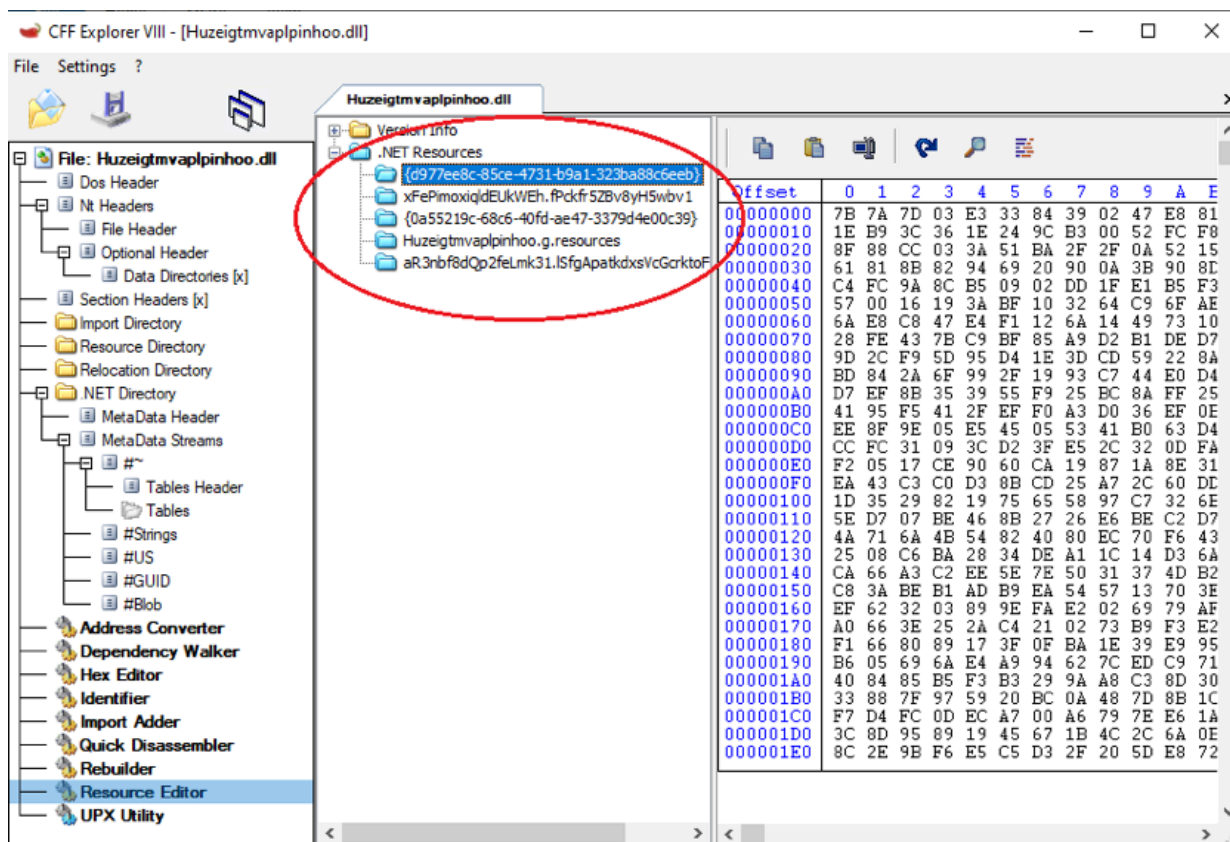 CFF Explorer VIII - [Huzeigtmvaplpinhoo.dll]
File Settings ?
Huzeigtmvaplpinhoo.dll
File: Huzeigtmvaplpinhoo.dll
Dos Header
Nt Headers
File Header
Optional Header
Data Directories [x]
Section Headers [x]
Import Directory
Resource Directory
Relocation Directory
.NET Directory
MetaData Header
MetaData Streams
#~
Tables Header
Tables
#Strings
#US
#GUID
#Blob
Address Converter
Dependency Walker
Hex Editor
Identifier
Import Adder
Quick Disassembler
Rebuilder
Resource Editor
UPX Utility
Version Info
.NET Resources
{d977ee8c-85ce-4731-b9a1-323ba88c6eeb}
xFePimoxiqldEUkWEh.fPckfr5ZBv8yH5wbv1
{0a55219c-68c6-40fd-ae47-3379d4e00c39}
Huzeigtmvaplpinhoo.g.resources
aR3nbf8dQp2feLmk31.lSfgApatkdxsVcGcrktoF
Offset 0 1 2 3 4 5 6 7 8 9 A
00000000 7B 7A 7D 03 E3 33 84 39 02 47 E8 81
00000010 1E B9 3C 36 1E 24 9C B3 00 52 FC F8
00000020 8F 88 CC 03 3A 51 BA 2F 2F 0A 52 15
00000030 61 81 8B 82 94 69 20 90 0A 3B 90 8D
00000040 C4 FC 9A 8C B5 09 02 DD 1F E1 B5 F3
00000050 57 00 16 19 3A BF 10 32 64 C9 6F AE
00000060 6A E8 C8 47 E4 F1 12 6A 14 49 73 10
00000070 28 FE 43 7B C9 BF 85 A9 D2 B1 DE D7
00000080 9D 2C F9 5D 95 D4 1E 3D CD 59 22 8A
00000090 BD 84 2A 6F 99 2F 19 93 C7 44 E0 D4
000000A0 D7 EF 8B 35 39 55 F9 25 BC 8A FF 25
000000B0 41 95 F5 41 2F EF F0 A3 D0 36 EF 0E
000000C0 EE 8F 9E 05 E5 45 05 53 41 B0 63 D4
000000D0 CC FC 31 09 3C D2 3F E5 2C 32 0D FA
000000E0 F2 05 17 CE 90 60 CA 19 87 1A 8E 31
000000F0 EA 43 C3 C0 D3 8B CD 25 A7 2C 60 DD
00000100 1D 35 29 82 19 75 65 58 97 C7 32 6E
00000110 5E D7 07 BE 46 8B 27 26 E6 BE C2 D7
00000120 4A 71 6A 4B 54 82 40 80 EC 70 F6 43
00000130 25 08 C6 BA 28 34 DE A1 1C 14 D3 6A
00000140 CA 66 A3 C2 EE 5E 7E 50 31 37 4D B2
00000150 C8 3A BE B1 AD B9 EA 54 57 13 70 3E
00000160 EF 62 32 03 89 9E FA E2 02 69 79 AF
00000170 A0 66 3E 25 2A C4 21 02 73 B9 F3 E2
00000180 F1 66 80 89 17 3F 0F BA 1E 39 E9 95
00000190 B6 05 69 6A E4 A9 94 62 7C ED C9 71
000001A0 40 84 85 B5 F3 B3 29 9A A8 C3 8D 30
000001B0 33 88 7F 97 59 20 BC 0A 48 7D 8B 1C
000001C0 F7 D4 FC 0D EC A7 00 A6 79 7E E6 1A
000001D0 3C 8D 95 89 19 45 67 1B 4C 2C 6A 0E
000001E0 8C 2E 9B F6 E5 C5 D3 2F 20 5D E8 72